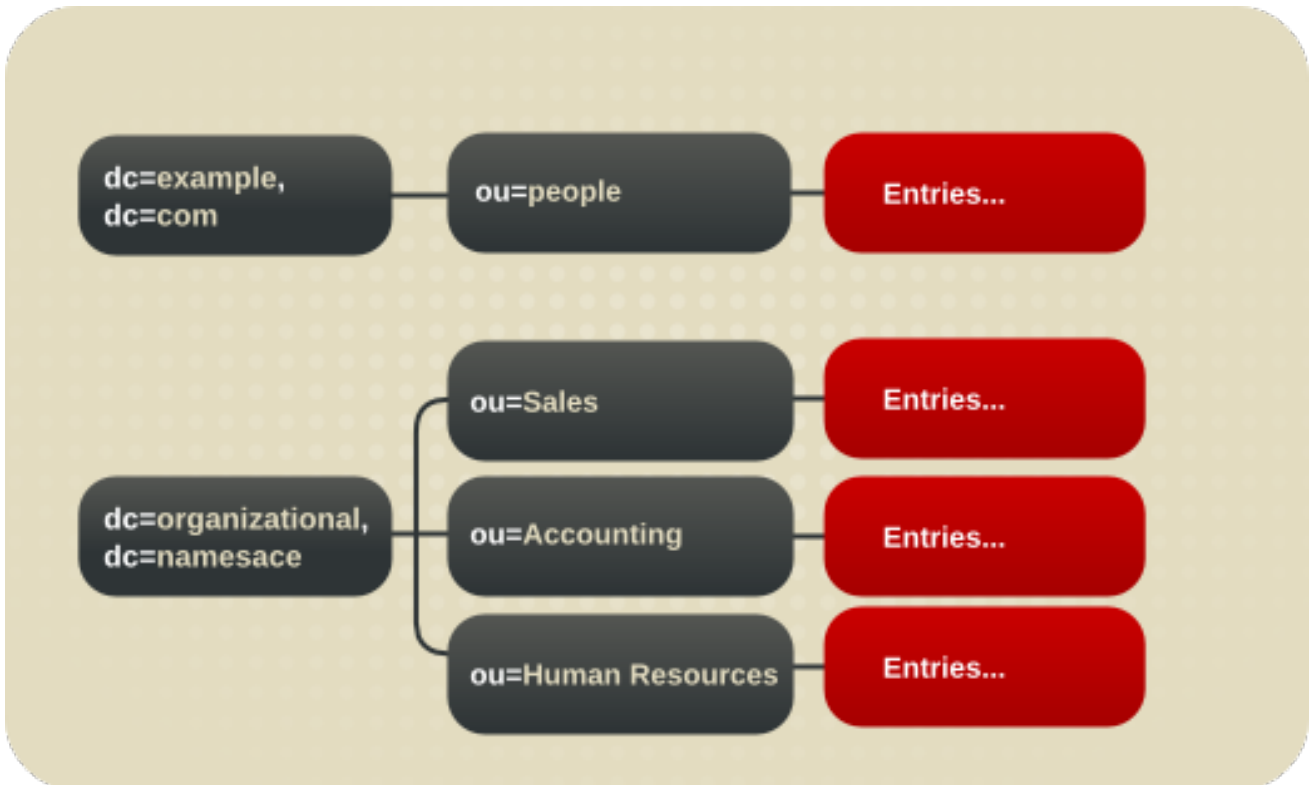 dc=example,
dc=com
ou=people
Entries...
ou=Sales
Entries...
dc=organizational,
dc=namesace
ou=Accounting
Entries...
ou=Human Resources
Entries...